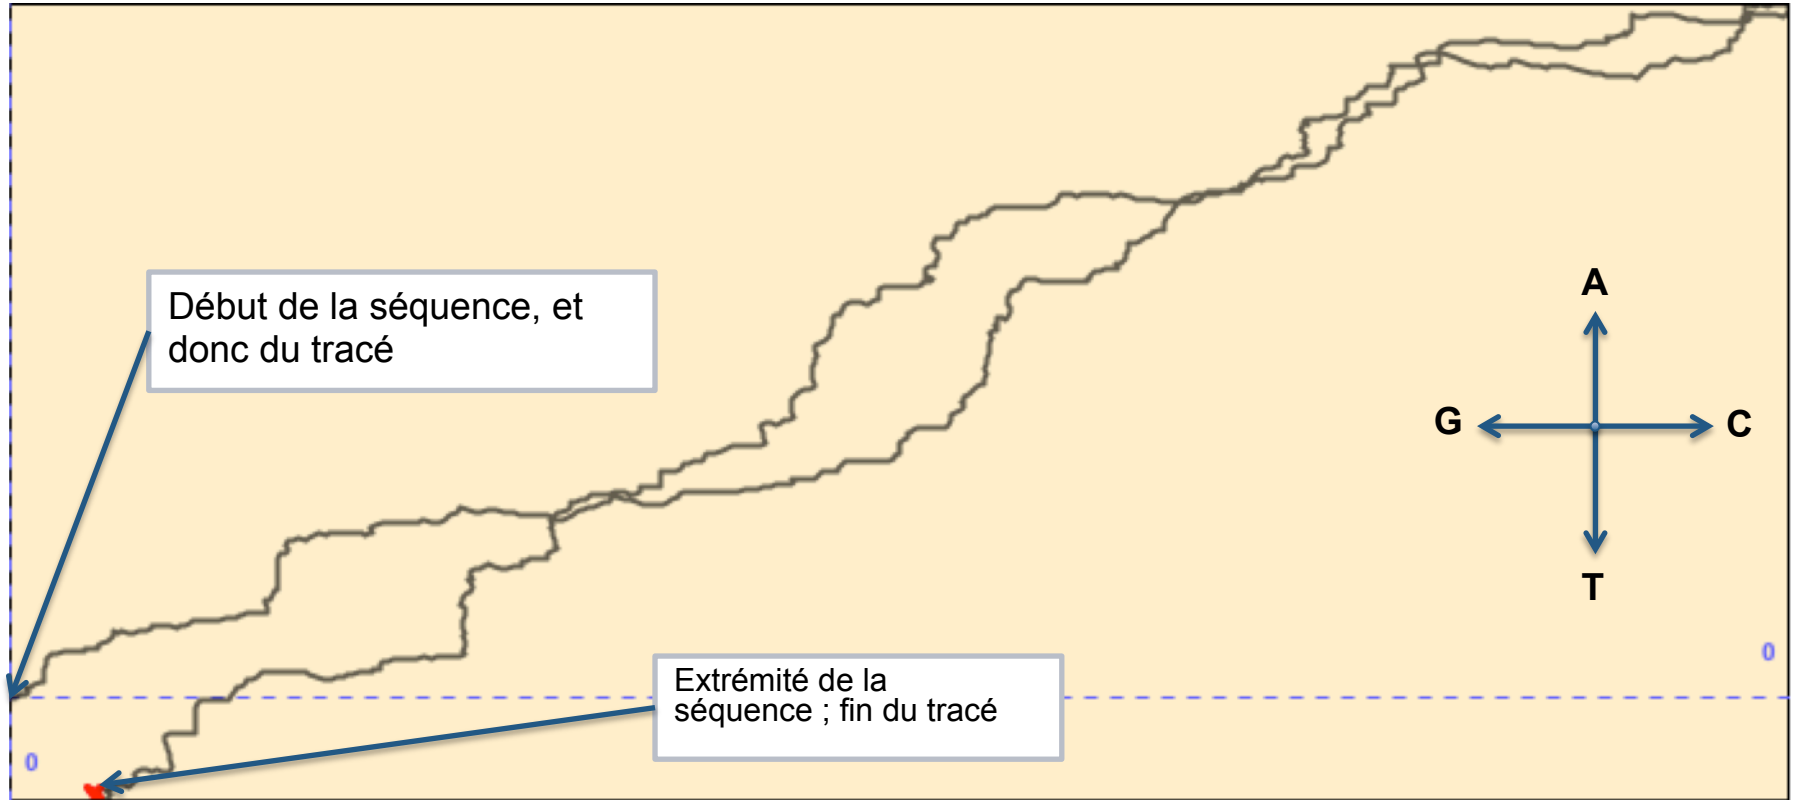 Début de la séquence, et
donc du tracé
A
G
C
T
0
Extrémité de la
séquence ; fin du tracé
0